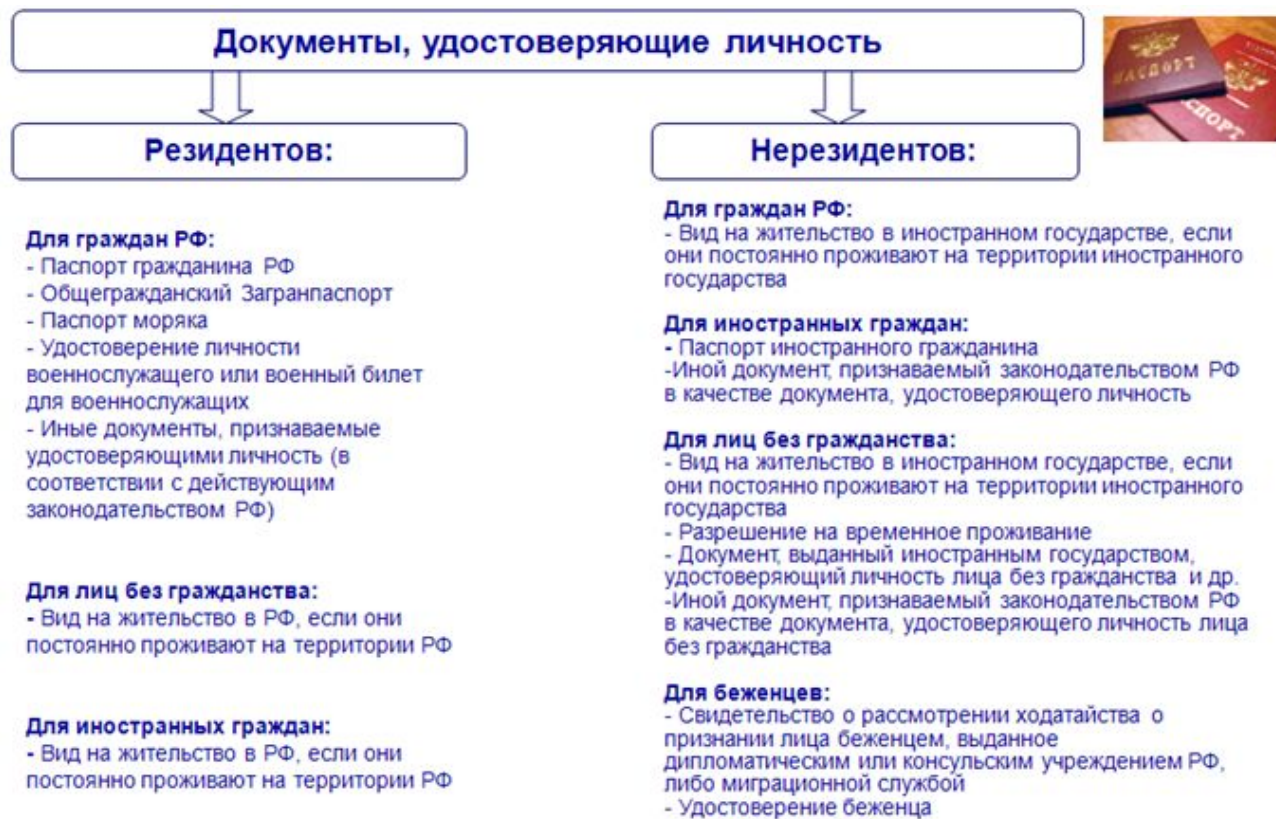 Документы, удостоверяющие личность
ПАСПОРТ
Резидентов:
Для граждан РФ:
- Паспорт гражданина РФ
- Общегражданский Загранпаспорт
- Паспорт моряка
- Удостоверение личности
военнослужащего или военный билет
для военнослужащих
- Иные документы, признаваемые
удостоверяющими личность (в
соответствии с действующим
законодательством РФ)
Для лиц без гражданства:
- Вид на жительство в РФ, если они
постоянно проживают на территории РФ
Для иностранных граждан:
- Вид на жительство в РФ, если они
постоянно проживают на территории РФ
Нерезидентов:
Для граждан РФ:
- Вид на жительство в иностранном государстве, если
они постоянно проживают на территории иностранного
государства
Для иностранных граждан:
- Паспорт иностранного гражданина
-Иной документ, признаваемый законодательством РФ
в качестве документа, удостоверяющего личность
Для лиц без гражданства:
- Вид на жительство в иностранном государстве, если
они постоянно проживают на территории иностранного
государства
- Разрешение на временное проживание
- Документ, выданный иностранным государством,
удостоверяющий личность лица без гражданства и др.
-Иной документ, признаваемый законодательством РФ
в качестве документа, удостоверяющего личность лица
без гражданства
Для беженцев:
- Свидетельство о рассмотрении ходатайства о
признании лица беженцем, выданное
дипломатическим или консульским учреждением РФ,
либо миграционной службой
- Удостоверение беженца